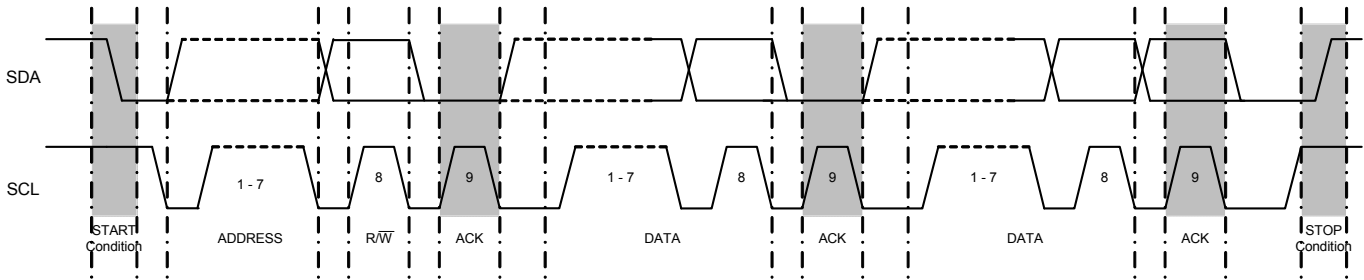 SDA
SCL
1 - 7
8
9
1 - 7
8
9
1 - 7
8
9
START
Condition
ADDRESS
R/W̅
ACK
DATA
ACK
DATA
ACK
STOP
Condition